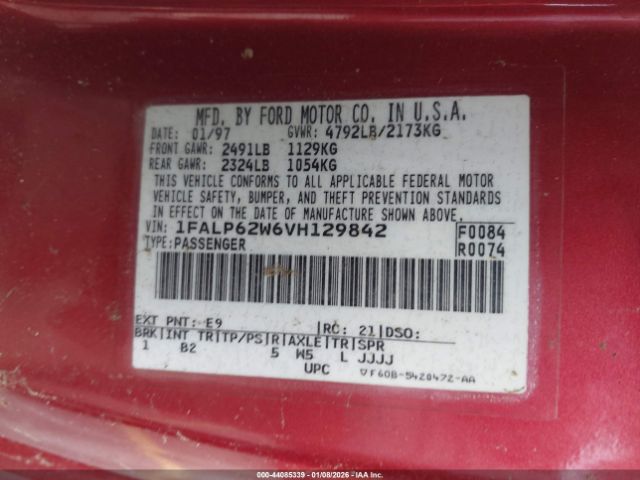 MFD. BY FORD MOTOR CO. IN U.S.A.
DATE: 01/97 GVWR: 4792LB/2173KG
FRONT GAWR: 2491LB 1129KG
REAR GAWR: 2324LB 1054KG
THIS VEHICLE CONFORMS TO ALL APPLICABLE FEDERAL MOTOR
VEHICLE SAFETY, BUMPER, AND THEFT PREVENTION STANDARDS
IN EFFECT ON THE DATE OF MANUFACTURE SHOWN ABOVE.
VIN: 1FALP62W6VH129842 F0084
TYPE: PASSENGER R0074
EXT PNT: E9 RC: 21 DSO:
BRK INT TR TP/PS R AXLE TR SPR
1 B2 5 W5 L JJJJ
UPC ▽F60B-5420472-AA
000-44085339 - 01/08/2026 - IAAI, Inc.